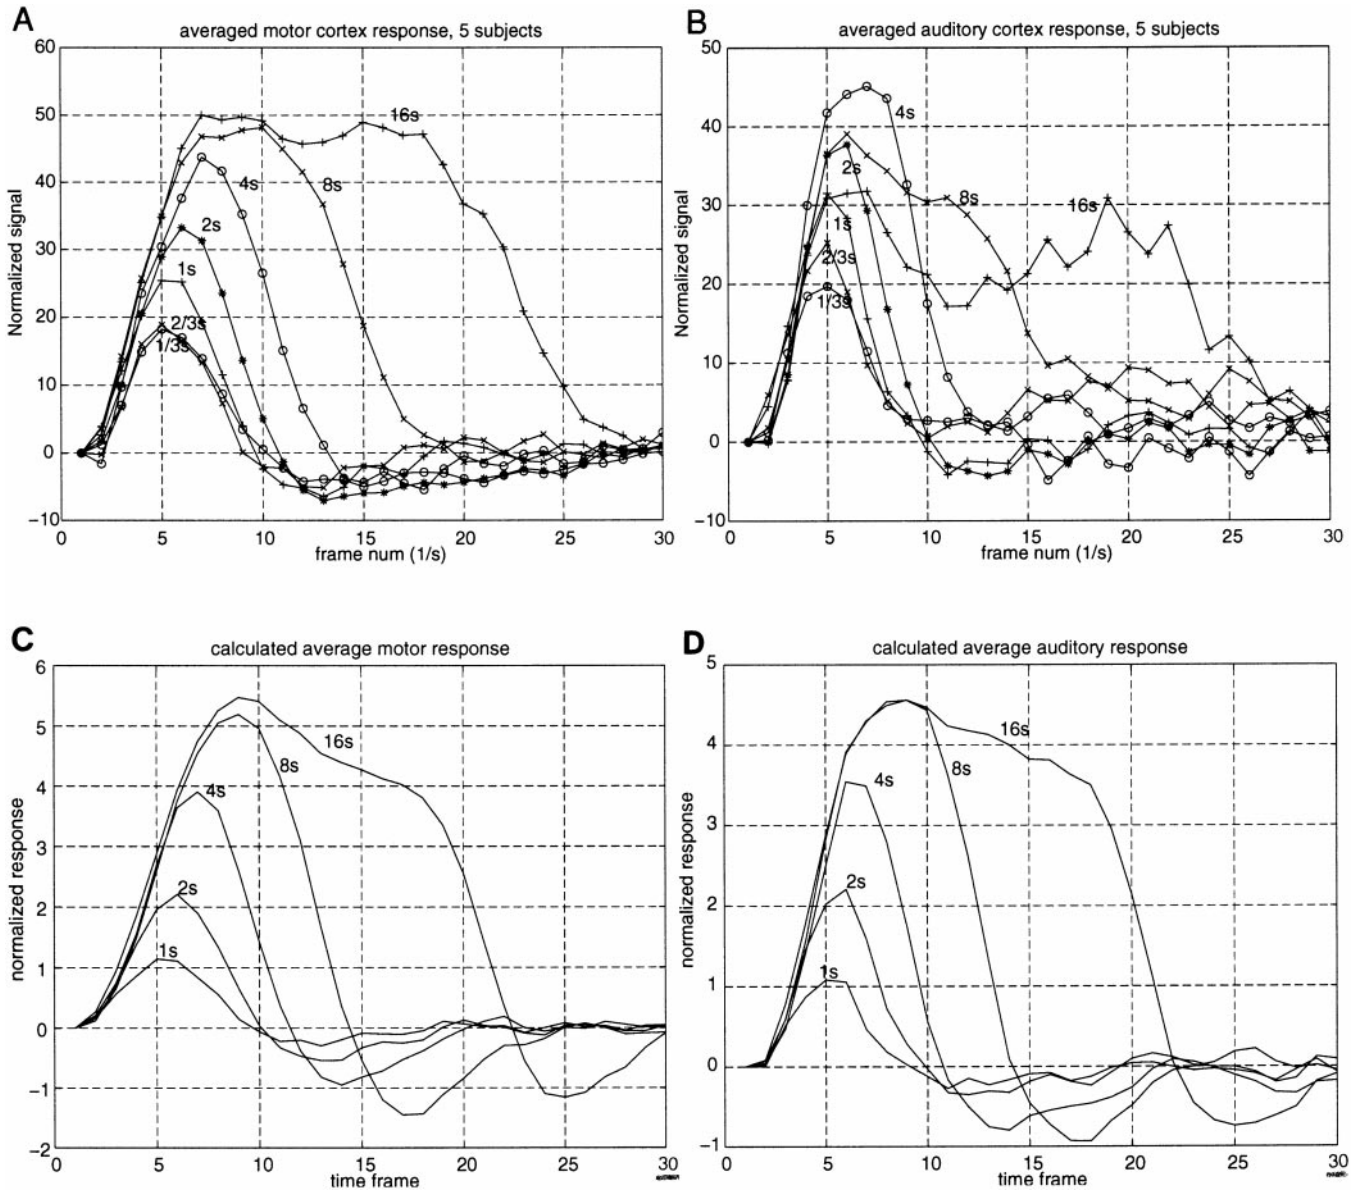 A
averaged motor cortex response, 5 subjects
60
50
40
30
20
10
0
−10
Normalized signal
16s
8s
4s
2s
1s
2/3s
1/3s
0 5 10 15 20 25 30
frame num (1/s)
B
averaged auditory cortex response, 5 subjects
50
40
30
20
10
0
-10
Normalized signal
4s
2s
8s
16s
1s
2/3s
1/3s
0 5 10 15 20 25 30
frame num (1/s)
C
calculated average motor response
6
5
4
3
2
1
0
−1
−2
normalized response
16s
8s
4s
2s
1s
0 5 10 15 20 25 30
time frame
D
calculated average auditory response
5
4
3
2
1
0
−1
normalized response
16s
8s
4s
2s
1s
0 5 10 15 20 25 30
time frame